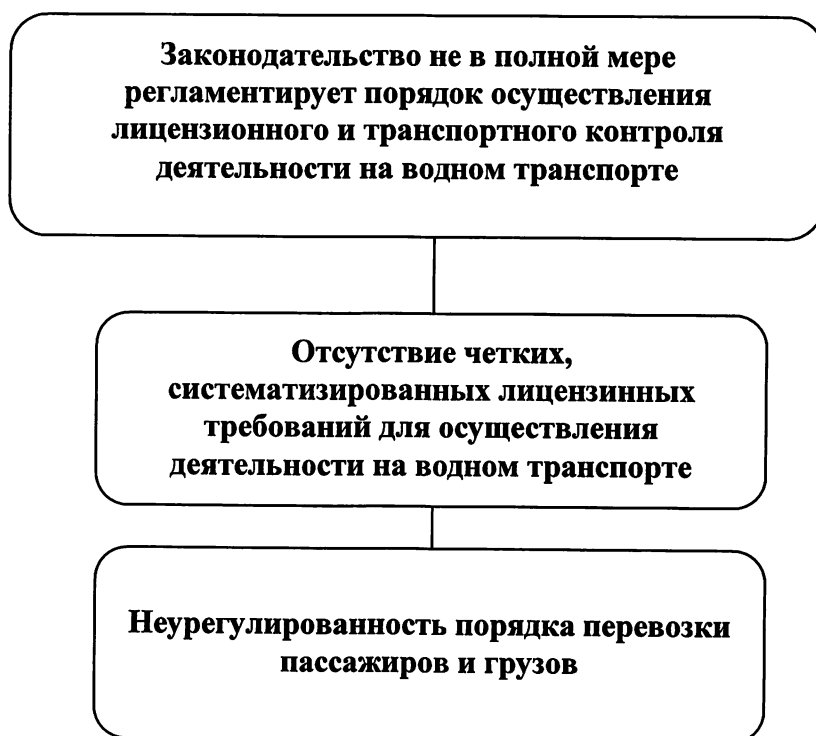 Законодательство не в полной мере
регламентирует порядок осуществления
лицензионного и транспортного контроля
деятельности на водном транспорте
Отсутствие четких,
систематизированных лицензинных
требований для осуществления
деятельности на водном транспорте
Неурегулированность порядка перевозки
пассажиров и грузов